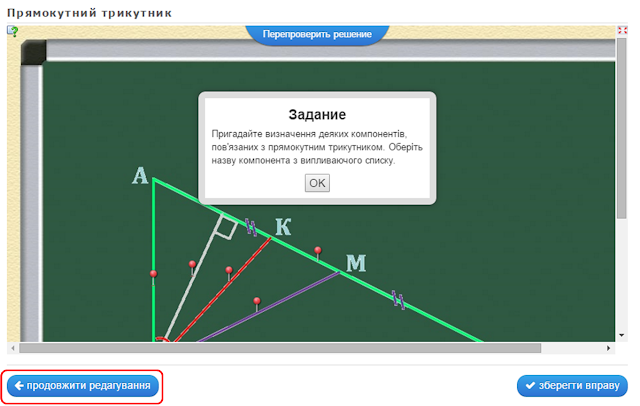 Прямокутний трикутник
Перепроверить решение
Задание
Пригадайте визначення деяких компонентів,
пов'язаних з прямокутним трикутником. Оберіть
назву компонента з випливаючого списку.
OK
А
К
М
продовжити редагування
зберегти вправу